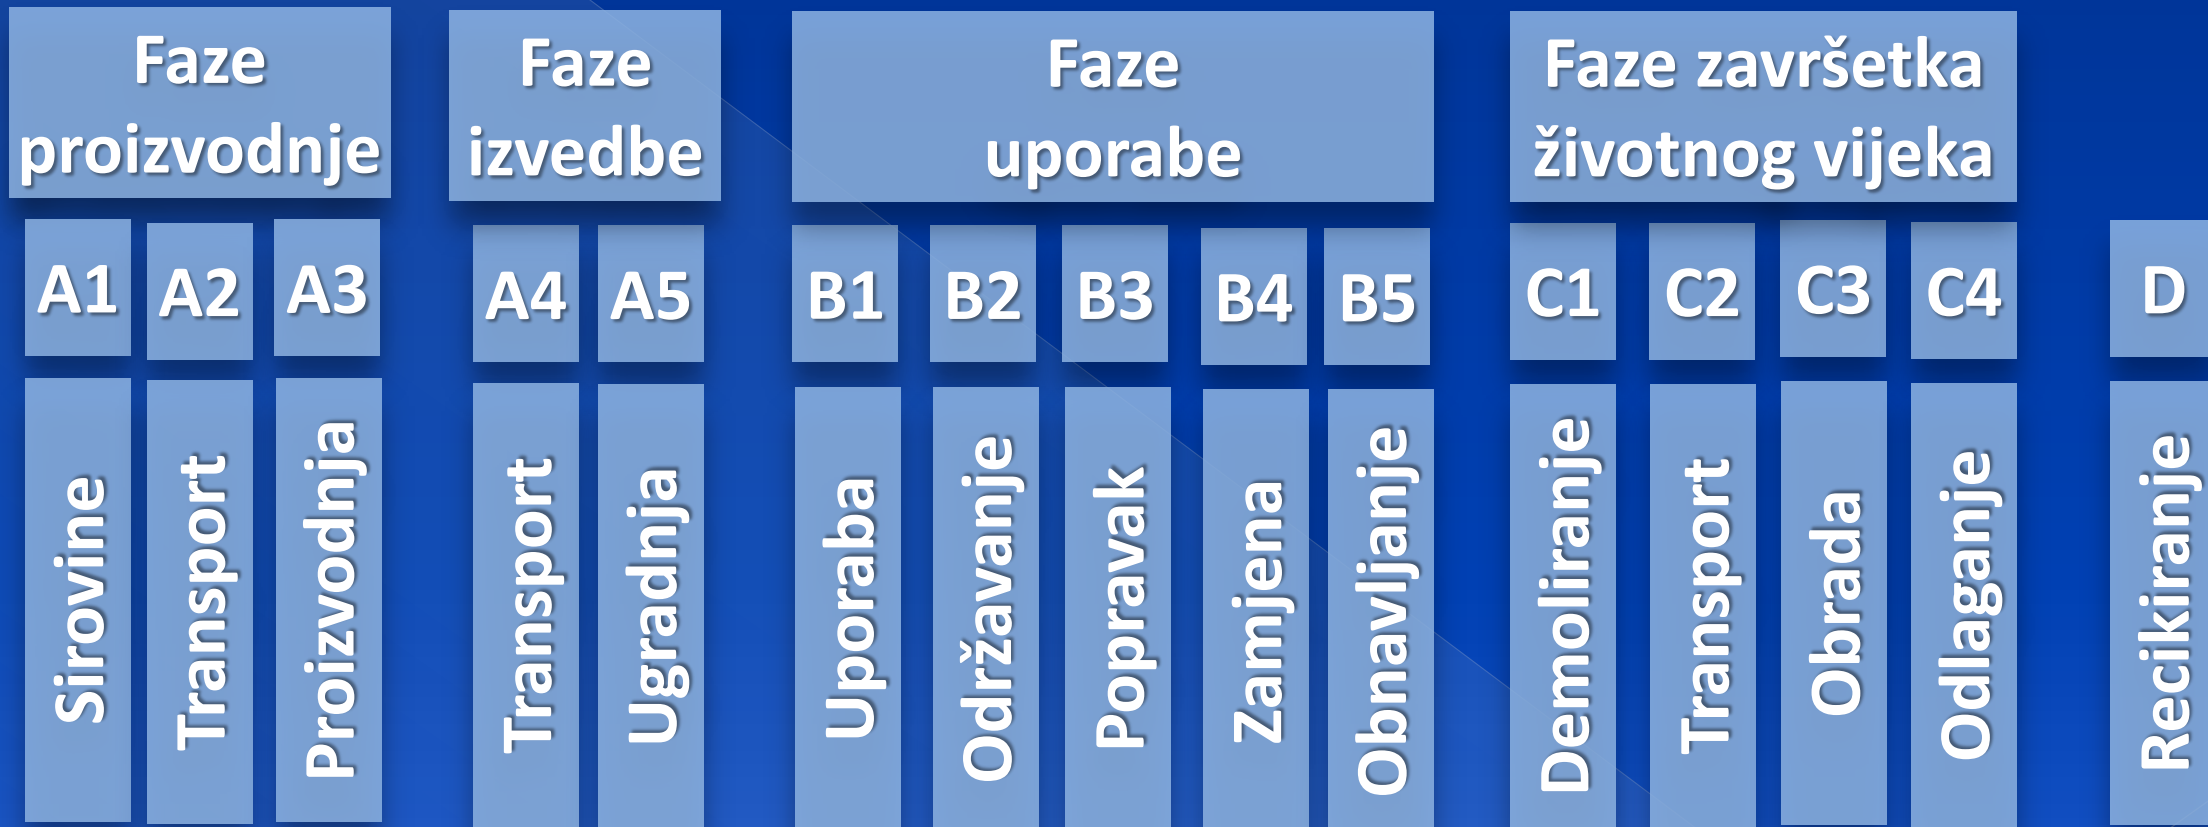 Faze
proizvodnje
Faze
izvedbe
Faze
uporabe
Faze završetka
životnog vijeka
A1
A2
A3
A4
A5
B1
B2
B3
B4
B5
C1
C2
C3
C4
D
Sirovine
Transport
Proizvodnja
Transport
Ugradnja
Uporaba
Održavanje
Popravak
Zamjena
Obnavljanje
Demoliranje
Transport
Obrada
Odlaganje
Recikiranje